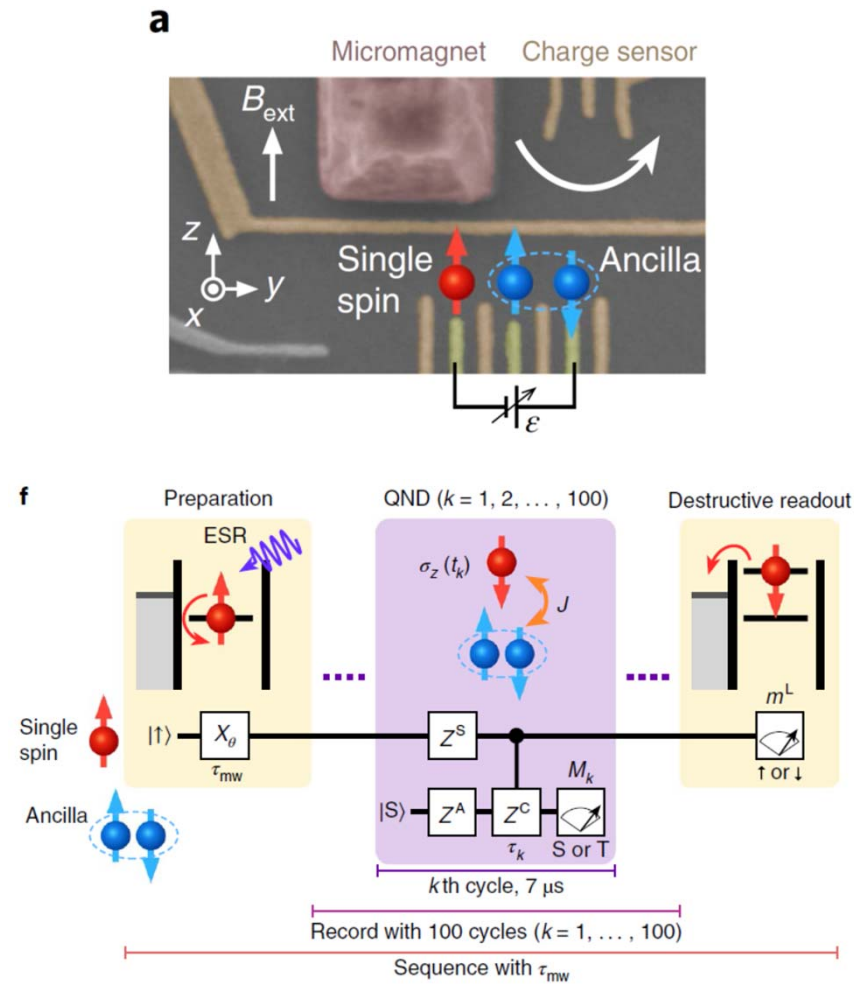 a
Micromagnet Charge sensor
B_ext
z
y
x
Single spin
Ancilla
ε
f
Preparation
QND (k = 1, 2, . . . , 100)
Destructive readout
ESR
σ_z (t_k)
J
m^L
Single spin
|↑⟩
X_θ
Z^S
τ_mw
↑ or ↓
M_k
Ancilla
|S⟩
Z^A
Z^C
τ_k
S or T
kth cycle, 7 μs
Record with 100 cycles (k = 1, . . . , 100)
Sequence with τ_mw